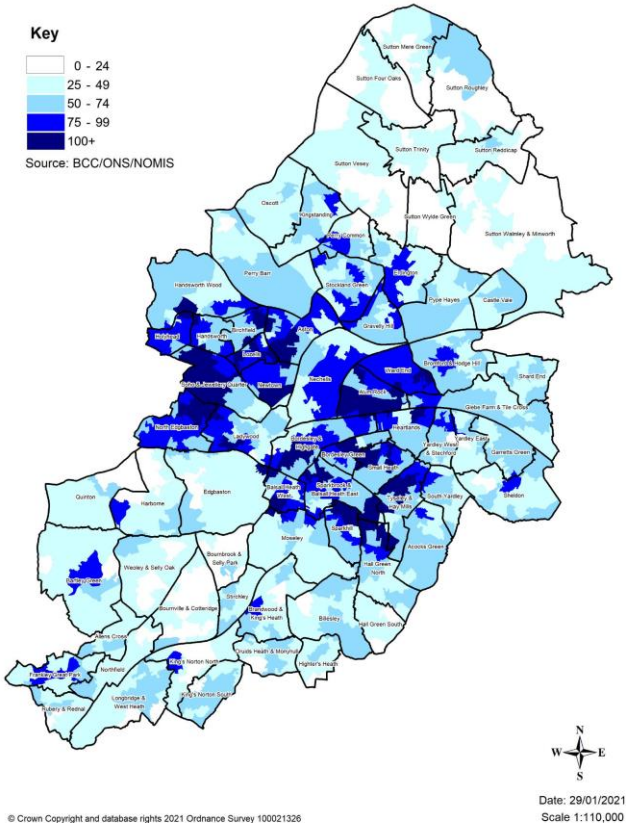 Key
0 - 24
25 - 49
50 - 74
75 - 99
100+
Source: BCC/ONS/NOMIS
Sutton Mere Green
Sutton Four Oaks
Sutton Roughley
Sutton Trinity
Sutton Reddicap
Sutton Vesey
Oscott
Kingstanding
Sutton Wylde Green
Sutton Walmley & Minworth
Perry Common
Erdington
Perry Barr
Handsworth Wood
Stockland Green
Pype Hayes
Castle Vale
Gravelly Hill
Aston
Birchfield
Holyhead
Handsworth
Lozells
Bromford & Hodge Hill
Ward End
Shard End
Nechells
Soho & Jewellery Quarter
Newtown
Alum Rock
Glebe Farm & Tile Cross
North Edgbaston
Ladywood
Bordesley &
Highgate
Heartlands
Yardley West
& Stechford
Yardley East
Bordesley Green
Garretts Green
Small Heath
Quinton
Harborne
Edgbaston
Balsall Heath
West
Sparkbrook &
Balsall Heath East
Tyseley &
Hay Mills
South Yardley
Sheldon
Sparkhill
Moseley
Acocks Green
Hall Green
North
Bartley Green
Weoley & Selly Oak
Bournbrook &
Selly Park
Bournville & Cotteridge
Stirchley
Brandwood &
King's Heath
Billesley
Hall Green South
Allens Cross
Druids Heath & Monyhull
Highter's Heath
Frankley Great Park
Northfield
King's Norton North
Rubery & Rednal
Longbridge &
West Heath
King's Norton South
N
W
E
S
Date: 29/01/2021
Scale 1:110,000
© Crown Copyright and database rights 2021 Ordnance Survey 100021326